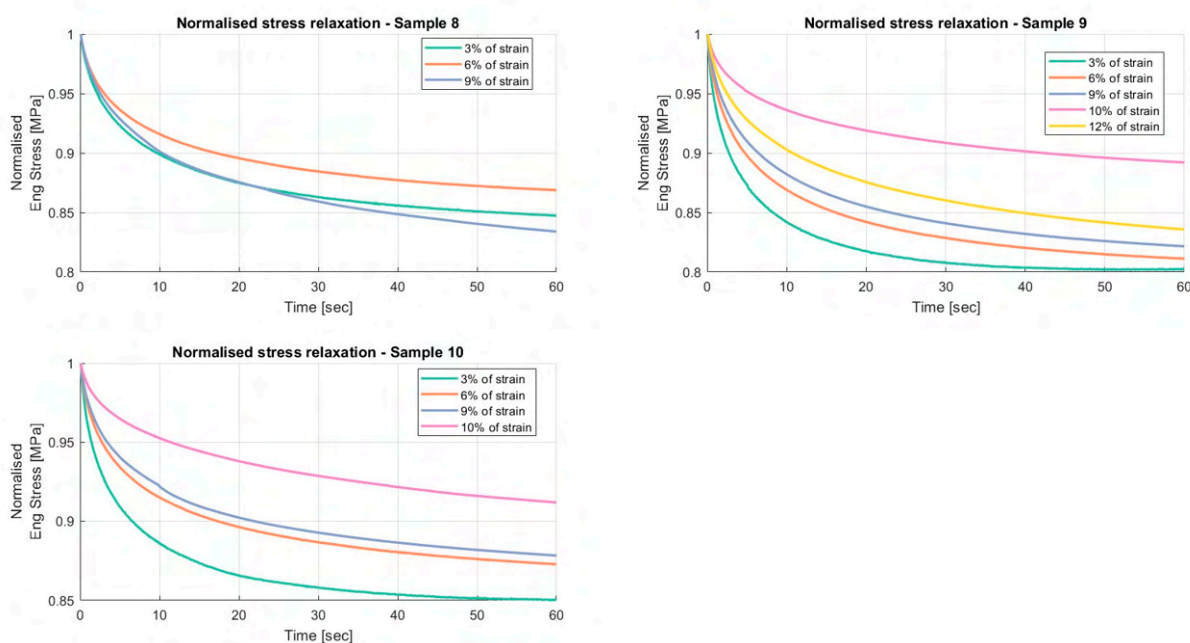 Normalised stress relaxation - Sample 8
1
0.95
0.9
0.85
0.8
Normalised
Eng Stress [MPa]
3% of strain
6% of strain
9% of strain
0 10 20 30 40 50 60
Time [sec]
Normalised stress relaxation - Sample 9
1
0.95
0.9
0.85
0.8
Normalised
Eng Stress [MPa]
3% of strain
6% of strain
9% of strain
10% of strain
12% of strain
0 10 20 30 40 50 60
Time [sec]
Normalised stress relaxation - Sample 10
1
0.95
0.9
0.85
Normalised
Eng Stress [MPa]
3% of strain
6% of strain
9% of strain
10% of strain
0 10 20 30 40 50 60
Time [sec]